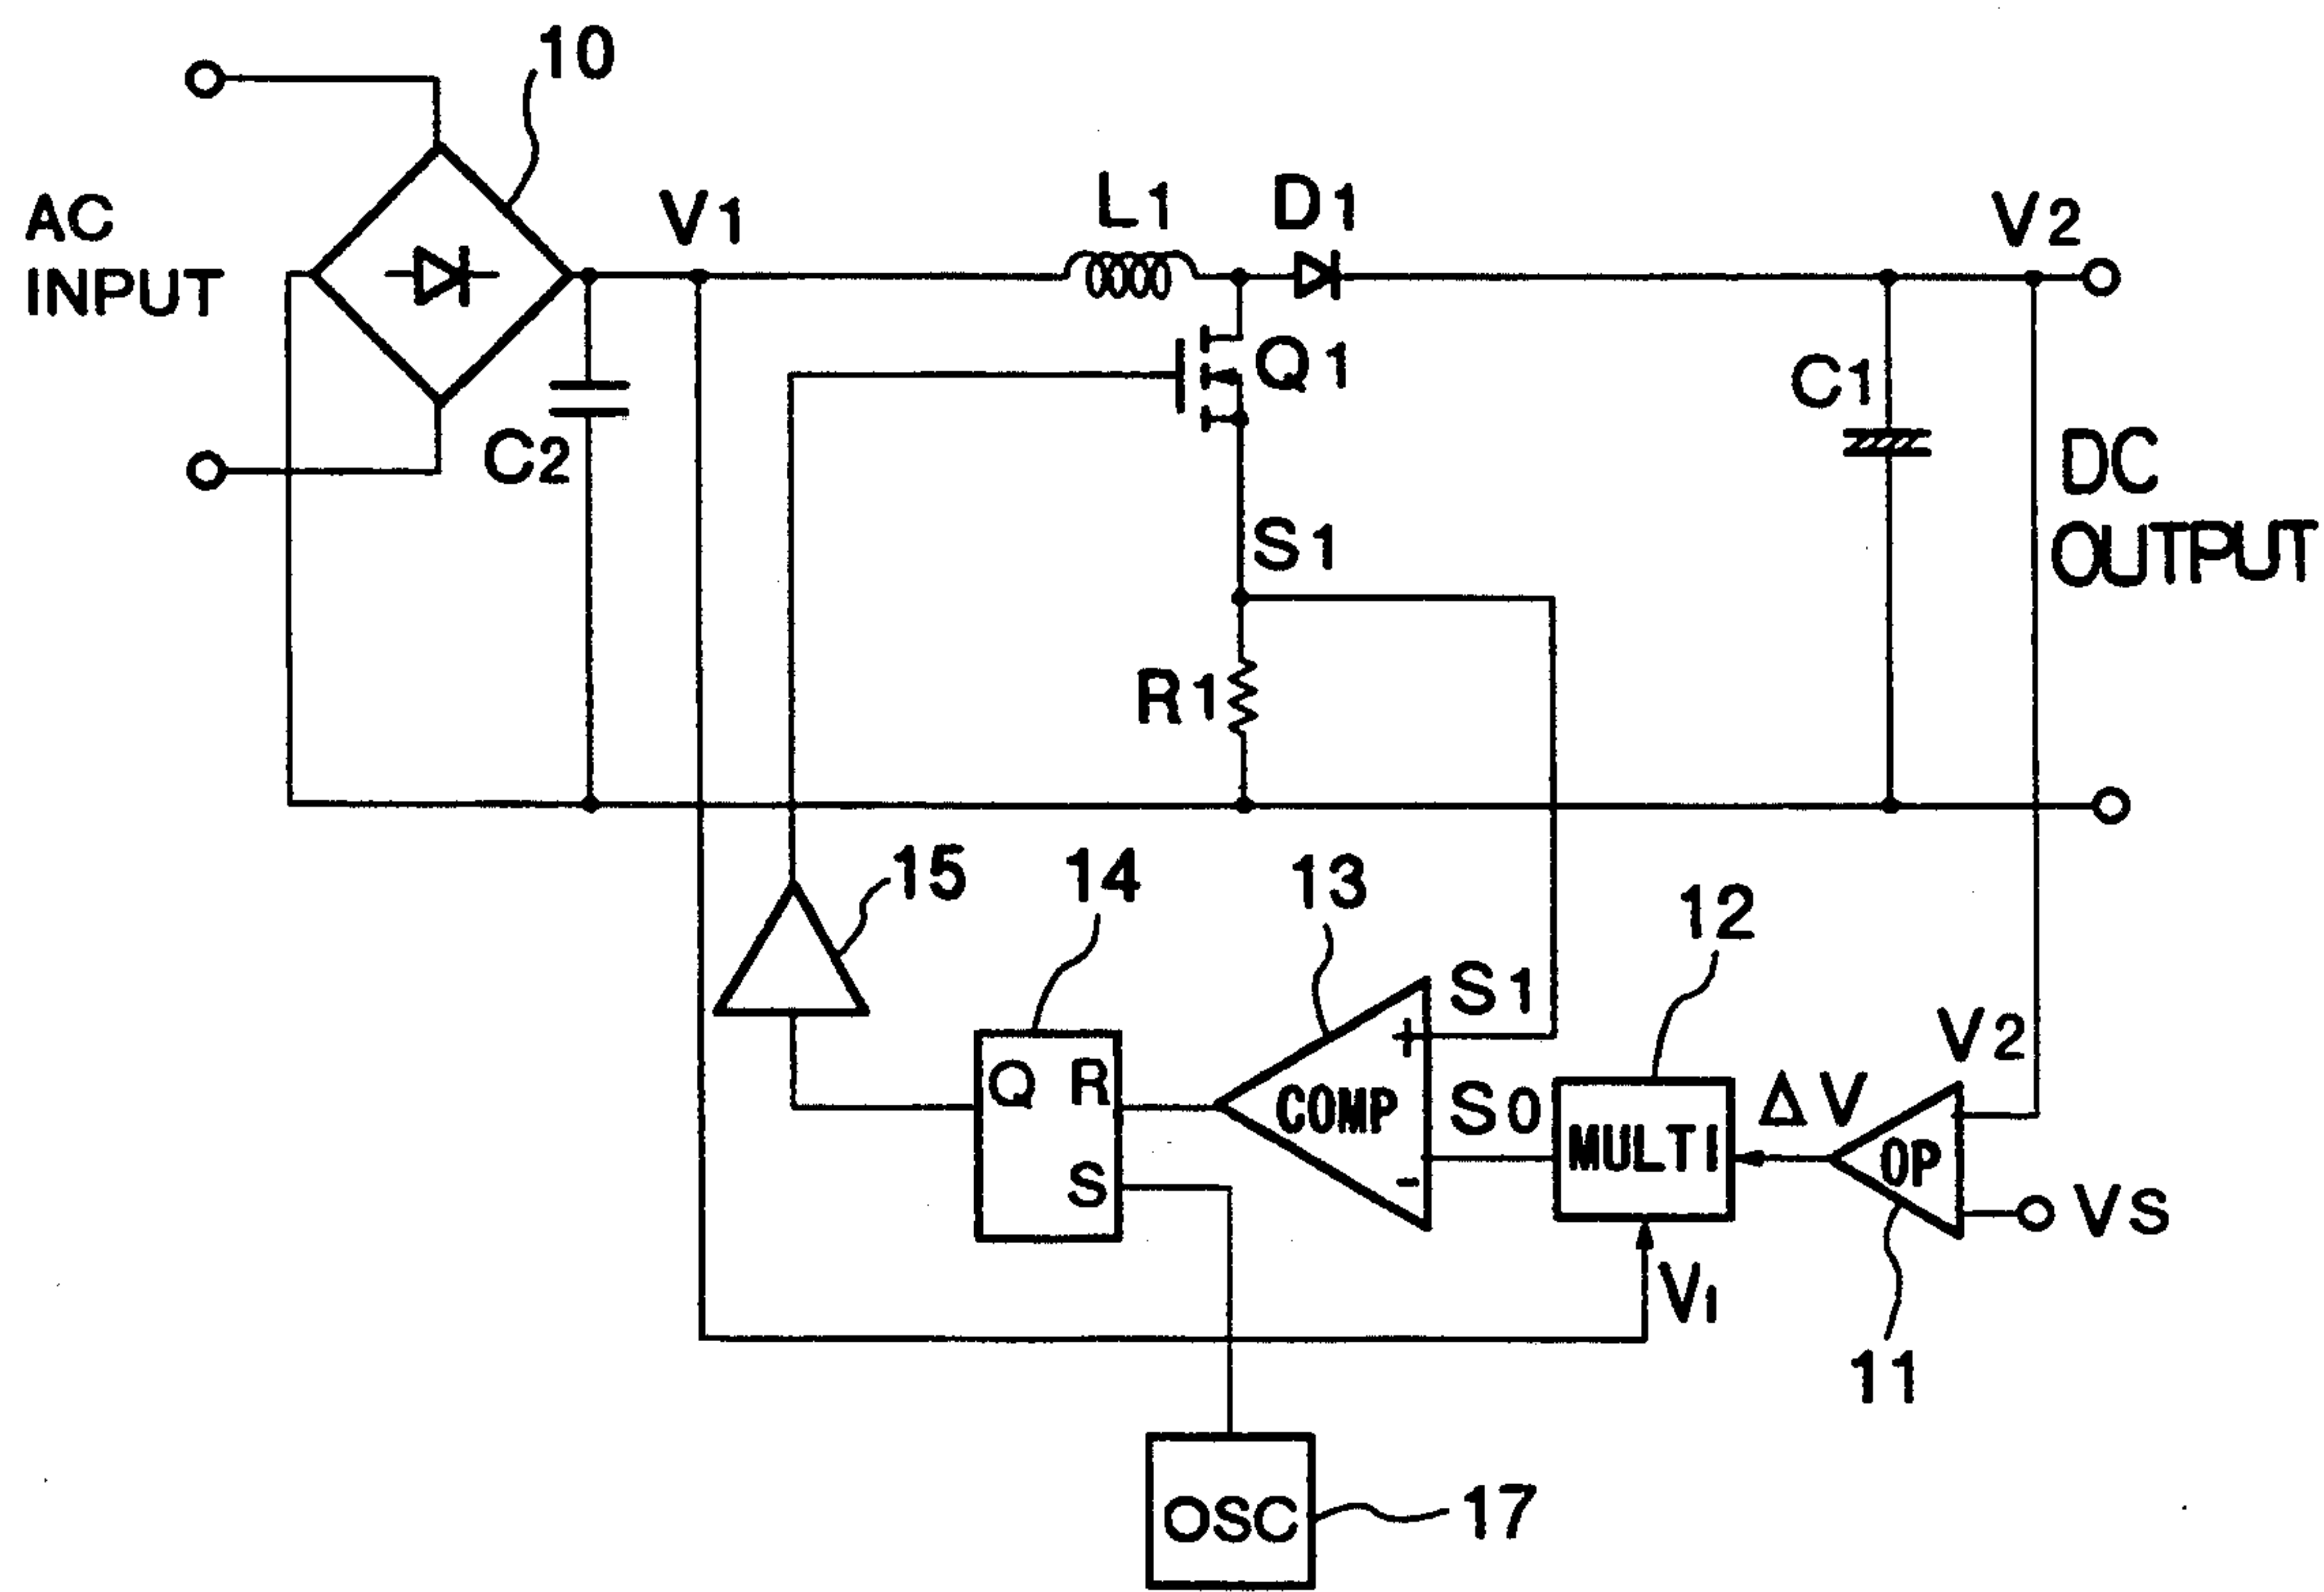 10
AC
INPUT
V1
L1
D1
V2
C2
Q1
C1
DC
OUTPUT
S1
R1
15
14
13
12
S1
V2
Q
R
COMP
S0
MULTI
ΔV
OP
S
VS
V1
11
OSC
17
+
-